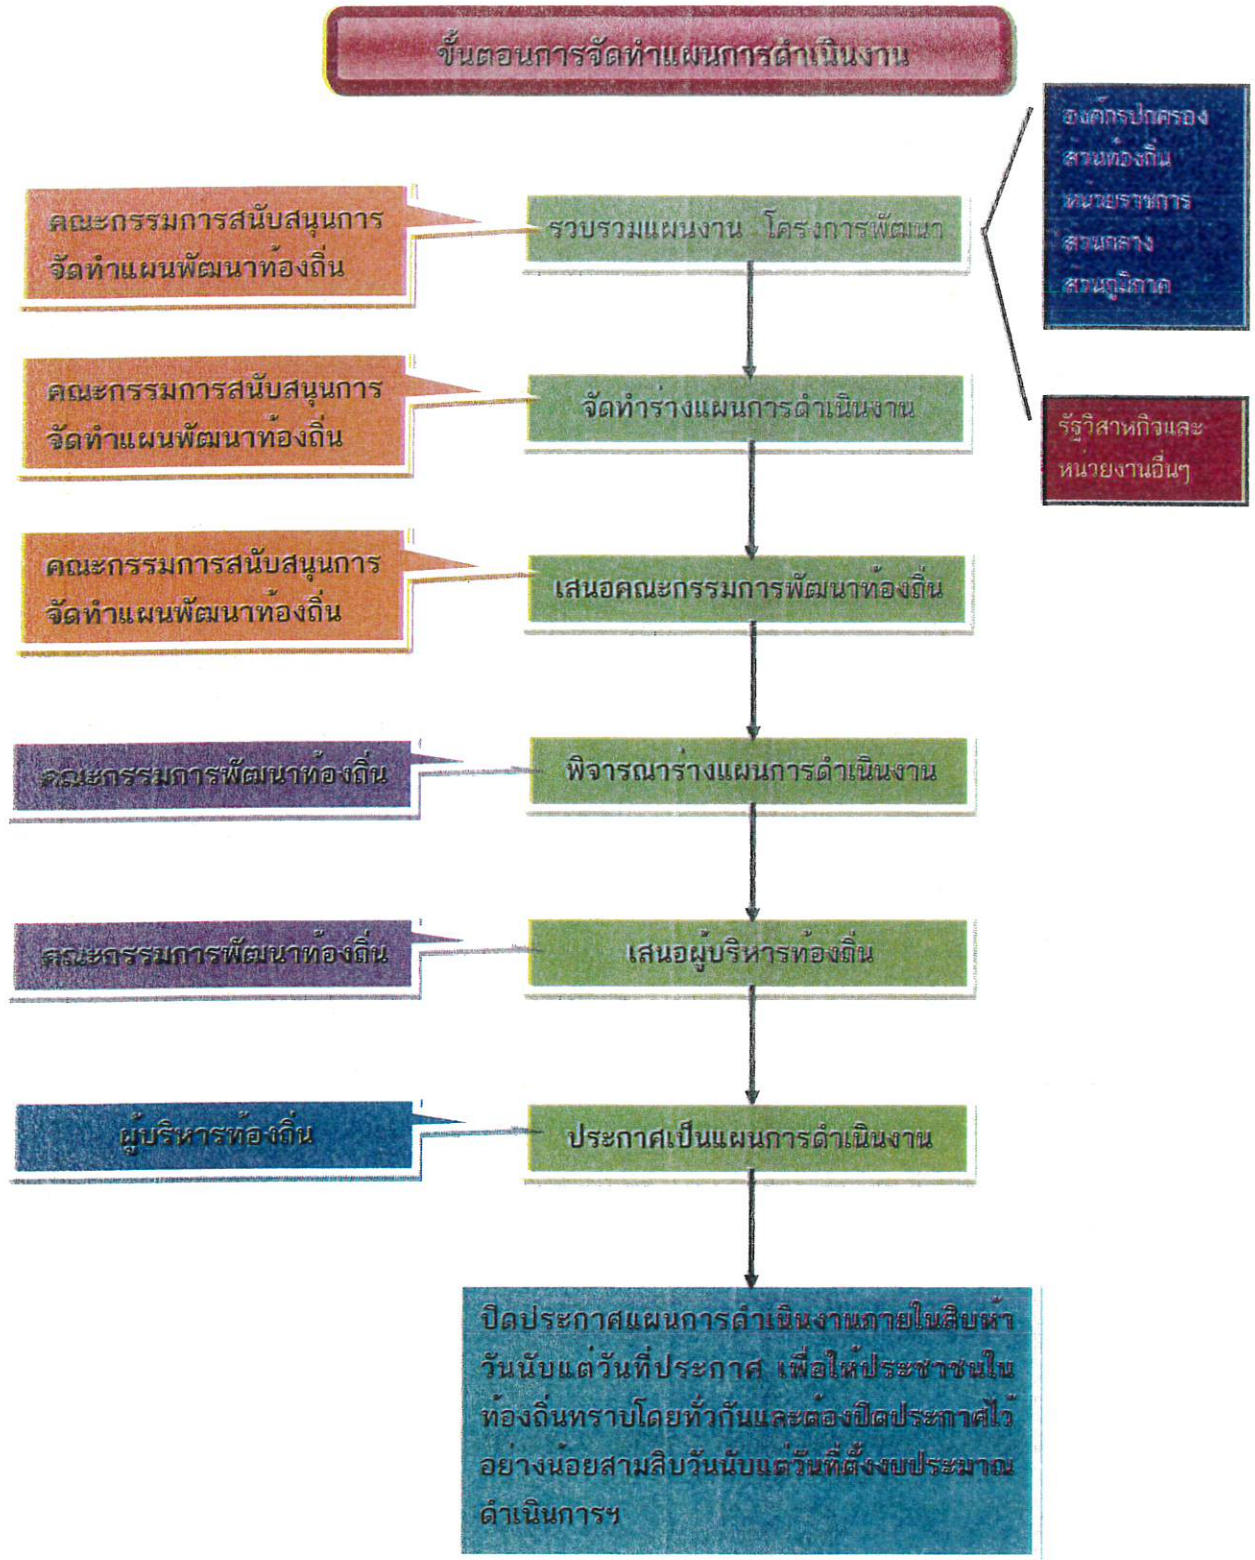 ขั้นตอนการจัดทำแผนการดำเนินงาน
องค์กรปกครอง
ส่วนท้องถิ่น
หน่วยราชการ
ส่วนกลาง
ส่วนภูมิภาค
คณะกรรมการสนับสนุนการ
จัดทำแผนพัฒนาท้องถิ่น
รวบรวมแผนงาน โครงการพัฒนา
คณะกรรมการสนับสนุนการ
จัดทำแผนพัฒนาท้องถิ่น
จัดทำร่างแผนการดำเนินงาน
รัฐวิสาหกิจและ
หน่วยงานอื่นๆ
คณะกรรมการสนับสนุนการ
จัดทำแผนพัฒนาท้องถิ่น
เสนอคณะกรรมการพัฒนาท้องถิ่น
คณะกรรมการพัฒนาท้องถิ่น
พิจารณาร่างแผนการดำเนินงาน
คณะกรรมการพัฒนาท้องถิ่น
เสนอผู้บริหารท้องถิ่น
ผู้บริหารท้องถิ่น
ประกาศเป็นแผนการดำเนินงาน
ปิดประกาศแผนการดำเนินงานภายในสิบห้า
วันนับแต่วันที่ประกาศ เพื่อให้ประชาชนใน
ท้องถิ่นทราบโดยทั่วกันและต้องปิดประกาศไว้
อย่างน้อยสามสิบวันนับแต่วันที่ตั้งงบประมาณ
ดำเนินการฯ